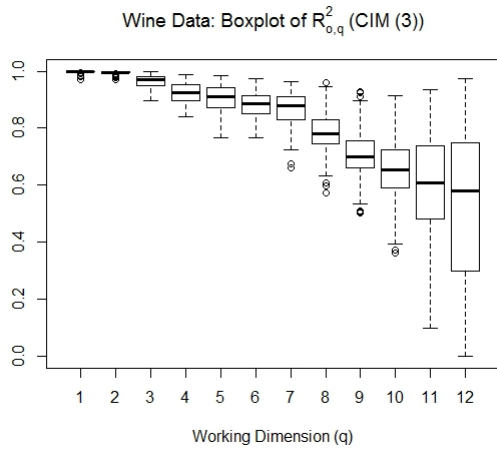 Wine Data: Boxplot of R²o,q (CIM (3))
1.0
0.8
0.6
0.4
0.2
0.0
1 2 3 4 5 6 7 8 9 10 11 12
Working Dimension (q)